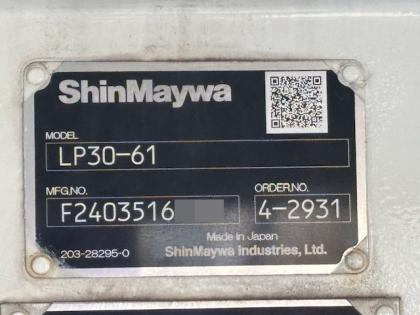 ShinMaywa
MODEL
LP30-61
MFG.NO. ORDER.NO.
F2403516 4-2931
Made in Japan
203-28295-0 ShinMaywa Industries, Ltd.